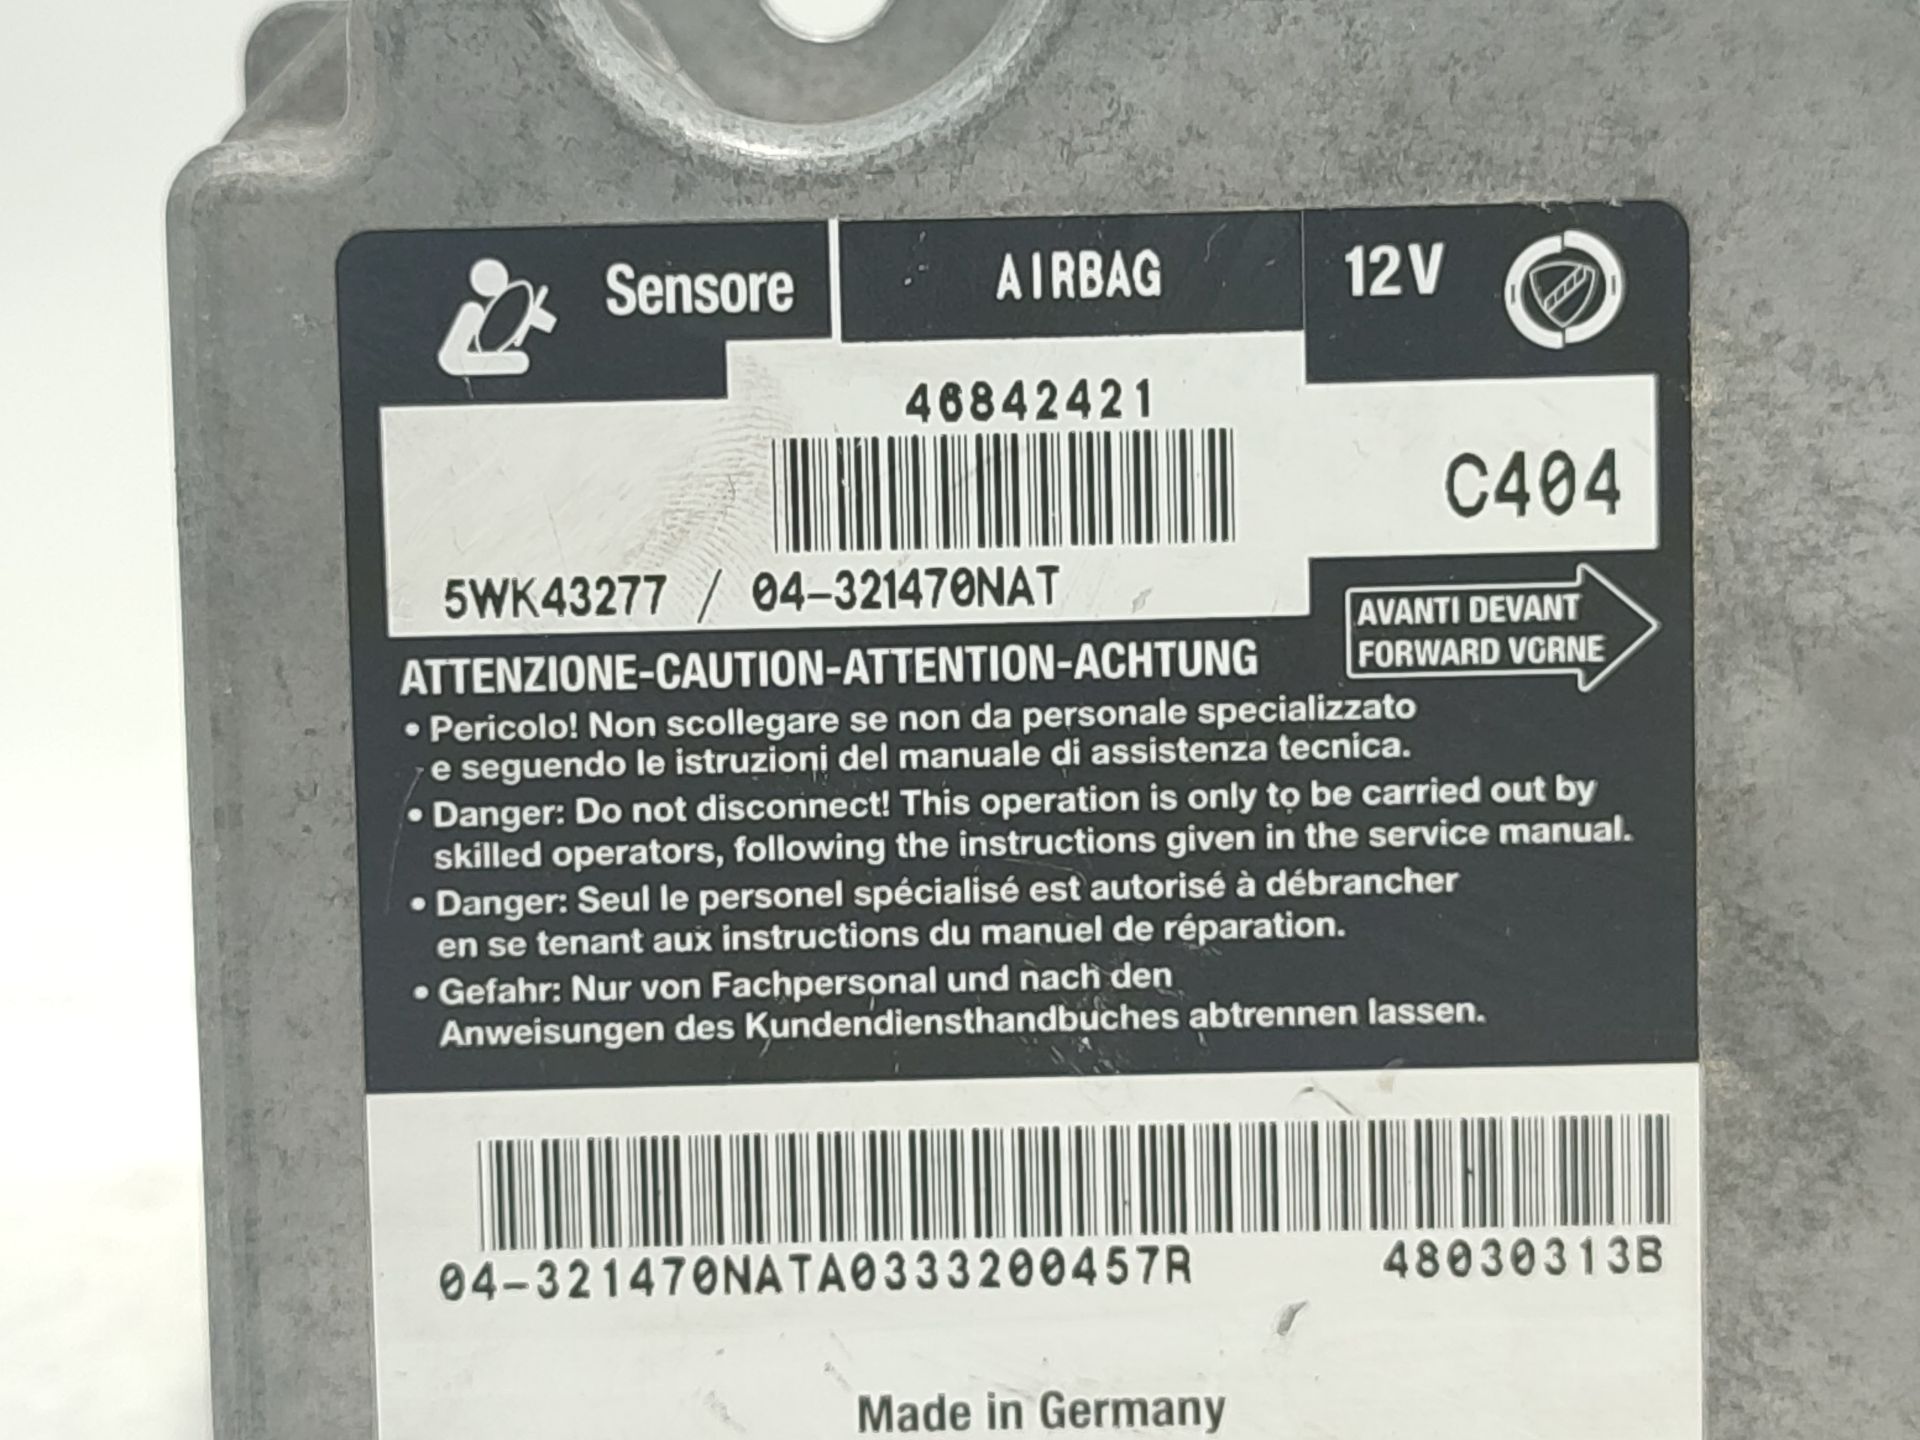 Sensore
AIRBAG
12V
46842421
C404
5WK43277 / 04-321470NAT
AVANTI DEVANT
FORWARD VORNE
ATTENZIONE-CAUTION-ATTENTION-ACHTUNG
• Pericolo! Non scollegare se non da personale specializzato
e seguendo le istruzioni del manuale di assistenza tecnica.
• Danger: Do not disconnect! This operation is only to be carried out by
skilled operators, following the instructions given in the service manual.
• Danger: Seul le personel spécialisé est autorisé à débrancher
en se tenant aux instructions du manuel de réparation.
• Gefahr: Nur von Fachpersonal und nach den
Anweisungen des Kundendiensthandbuches abtrennen lassen.
04-321470NATA0333200457R
48030313B
Made in Germany